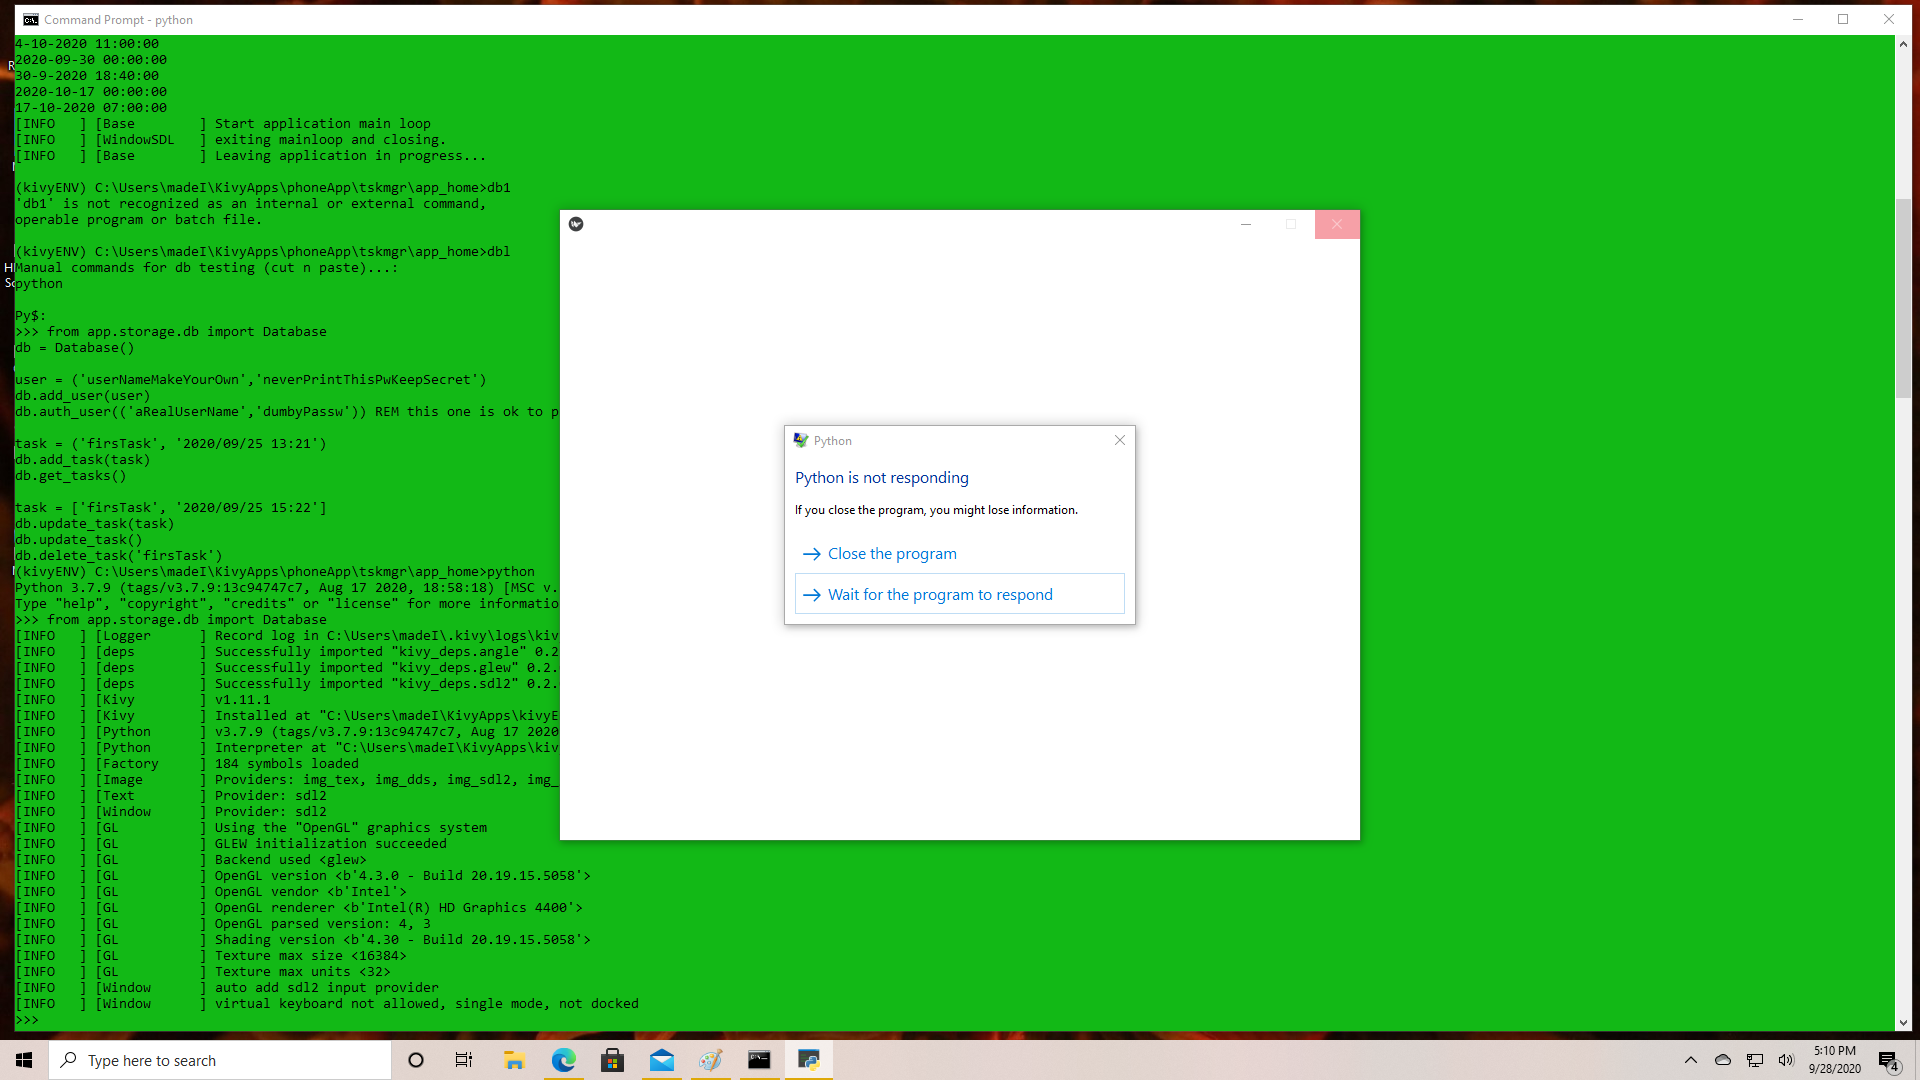 Command Prompt - python
4-10-2020 11:00:00
2020-09-30 00:00:00
30-9-2020 18:40:00
2020-10-17 00:00:00
17-10-2020 07:00:00
[INFO   ] [Base        ] Start application main loop
[INFO   ] [WindowSDL   ] exiting mainloop and closing.
[INFO   ] [Base        ] Leaving application in progress...
(kivyENV) C:\Users\madeI\KivyApps\phoneApp\tskmgr\app_home>db1
'db1' is not recognized as an internal or external command,
operable program or batch file.
(kivyENV) C:\Users\madeI\KivyApps\phoneApp\tskmgr\app_home>dbl
Manual commands for db testing (cut n paste)...:
python
Py$:
>>> from app.storage.db import Database
db = Database()
user = ('userNameMakeYourOwn','neverPrintThisPwKeepSecret')
db.add_user(user)
db.auth_user(('aRealUserName','dumbyPassw')) REM this one is ok to p
task = ('firsTask', '2020/09/25 13:21')
db.add_task(task)
db.get_tasks()
task = ['firsTask', '2020/09/25 15:22']
db.update_task(task)
db.update_task()
db.delete_task('firsTask')
(kivyENV) C:\Users\madeI\KivyApps\phoneApp\tskmgr\app_home>python
Python 3.7.9 (tags/v3.7.9:13c94747c7, Aug 17 2020, 18:58:18) [MSC v.
Type "help", "copyright", "credits" or "license" for more informatio
>>> from app.storage.db import Database
[INFO   ] [Logger      ] Record log in C:\Users\madeI\.kivy\logs\kiv
[INFO   ] [deps        ] Successfully imported "kivy_deps.angle" 0.2
[INFO   ] [deps        ] Successfully imported "kivy_deps.glew" 0.2.
[INFO   ] [deps        ] Successfully imported "kivy_deps.sdl2" 0.2.
[INFO   ] [Kivy        ] v1.11.1
[INFO   ] [Kivy        ] Installed at "C:\Users\madeI\KivyApps\kivyE
[INFO   ] [Python      ] v3.7.9 (tags/v3.7.9:13c94747c7, Aug 17 2020
[INFO   ] [Python      ] Interpreter at "C:\Users\madeI\KivyApps\kiv
[INFO   ] [Factory     ] 184 symbols loaded
[INFO   ] [Image       ] Providers: img_tex, img_dds, img_sdl2, img_
[INFO   ] [Text        ] Provider: sdl2
[INFO   ] [Window      ] Provider: sdl2
[INFO   ] [GL          ] Using the "OpenGL" graphics system
[INFO   ] [GL          ] GLEW initialization succeeded
[INFO   ] [GL          ] Backend used <glew>
[INFO   ] [GL          ] OpenGL version <b'4.3.0 - Build 20.19.15.5058'>
[INFO   ] [GL          ] OpenGL vendor <b'Intel'>
[INFO   ] [GL          ] OpenGL renderer <b'Intel(R) HD Graphics 4400'>
[INFO   ] [GL          ] OpenGL parsed version: 4, 3
[INFO   ] [GL          ] Shading version <b'4.30 - Build 20.19.15.5058'>
[INFO   ] [GL          ] Texture max size <16384>
[INFO   ] [GL          ] Texture max units <32>
[INFO   ] [Window      ] auto add sdl2 input provider
[INFO   ] [Window      ] virtual keyboard not allowed, single mode, not docked
>>>
Python
Python is not responding
If you close the program, you might lose information.
Close the program
Wait for the program to respond
Type here to search
5:10 PM
9/28/2020
4